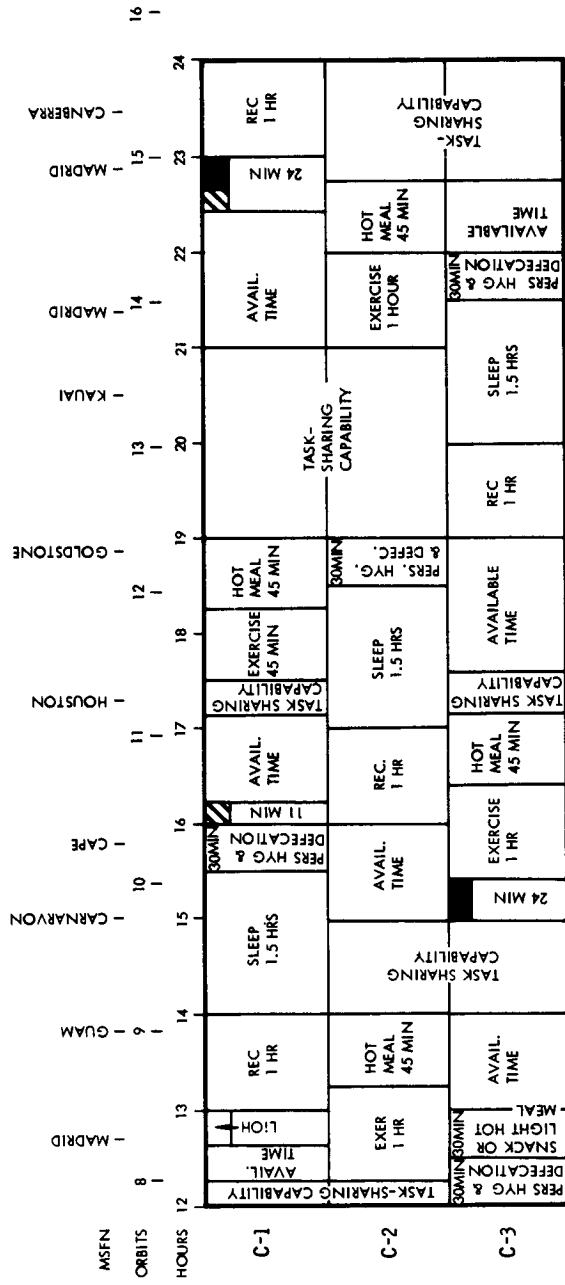 MSFN
MADRID
GUAM
CARNARVON
CAPE
HOUSTON
GOLDSTONE
KAUAI
MADRID
MADRID
CANBERRA
ORBITS
8
9
10
11
12
13
14
15
16
HOURS
12
13
14
15
16
17
18
19
20
21
22
23
24
C-1
TASK-SHARING CAPABILITY
AVAIL.
TIME
LiOH
REC
1 HR
SLEEP
1.5 HRS
30MIN
PERS HYG &
DEFECATION
11 MIN
AVAIL.
TIME
TASK SHARING
CAPABILITY
EXERCISE
45 MIN
HOT
MEAL
45 MIN
TASK-
SHARING
CAPABILITY
AVAIL.
TIME
24 MIN
REC
1 HR
C-2
EXER
1 HR
HOT
MEAL
45 MIN
TASK SHARING
CAPABILITY
AVAIL.
TIME
REC.
1 HR
SLEEP
1.5 HRS
30MIN
PERS. HYG.
& DEFEC.
EXERCISE
1 HOUR
HOT
MEAL
45 MIN
TASK-
SHARING
CAPABILITY
C-3
30MIN
PERS HYG &
DEFECATION
30MIN
SNACK OR
LIGHT HOT
MEAL
AVAIL.
TIME
24 MIN
EXERCISE
1 HR
HOT
MEAL
45 MIN
TASK SHARING
CAPABILITY
AVAILABLE
TIME
REC
1 HR
SLEEP
1.5 HRS
30MIN
PERS HYG &
DEFECATION
AVAILABLE
TIME